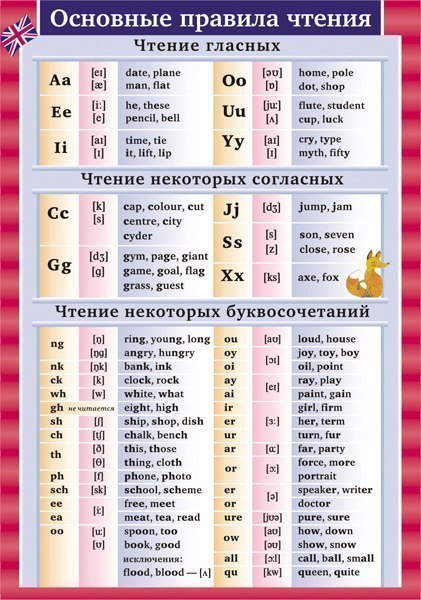 Основные правила чтения
Чтение гласных
Aa [eɪ] date, plane
[æ] man, flat
Ee [i:] he, these
[e] pencil, bell
Ii [aɪ] time, tie
[ɪ] it, lift, lip
Oo [əʊ] home, pole
[ɒ] dot, shop
Uu [ju:] flute, student
[ʌ] cup, luck
Yy [aɪ] cry, type
[ɪ] myth, fifty
Чтение некоторых согласных
Cc [k] cap, colour, cut
[s] centre, city
cyder
Gg [dʒ] gym, page, giant
[g] game, goal, flag
grass, guest
Jj [dʒ] jump, jam
Ss [s] son, seven
[z] close, rose
Xx [ks] axe, fox
Чтение некоторых буквосочетаний
ng [ŋ] ring, young, long
[ŋg] angry, hungry
nk [ŋk] bank, ink
ck [k] clock, rock
wh [w] white, what
gh не читается eight, high
sh [ʃ] ship, shop, dish
ch [tʃ] chalk, bench
th [ð] this, those
[θ] thing, cloth
ph [f] phone, photo
sch [sk] school, scheme
ee [i:] free, meet
ea meat, tea, read
oo [u:] spoon, too
[ʊ] book, good
исключения:
flood, blood — [ʌ]
ou [aʊ] loud, house
oy [ɔɪ] joy, toy, boy
oi oil, point
ay [eɪ] ray, play
ai paint, gain
ir [ɜ:] girl, firm
er her, term
ur turn, fur
ar [ɑ:] far, party
or [ɔ:] force, more
portrait
er [ə] speaker, writer
or doctor
ure [jʊə] pure, sure
ow [aʊ] how, down
[əʊ] show, snow
all [ɔ:l] call, ball, small
qu [kw] queen, quite